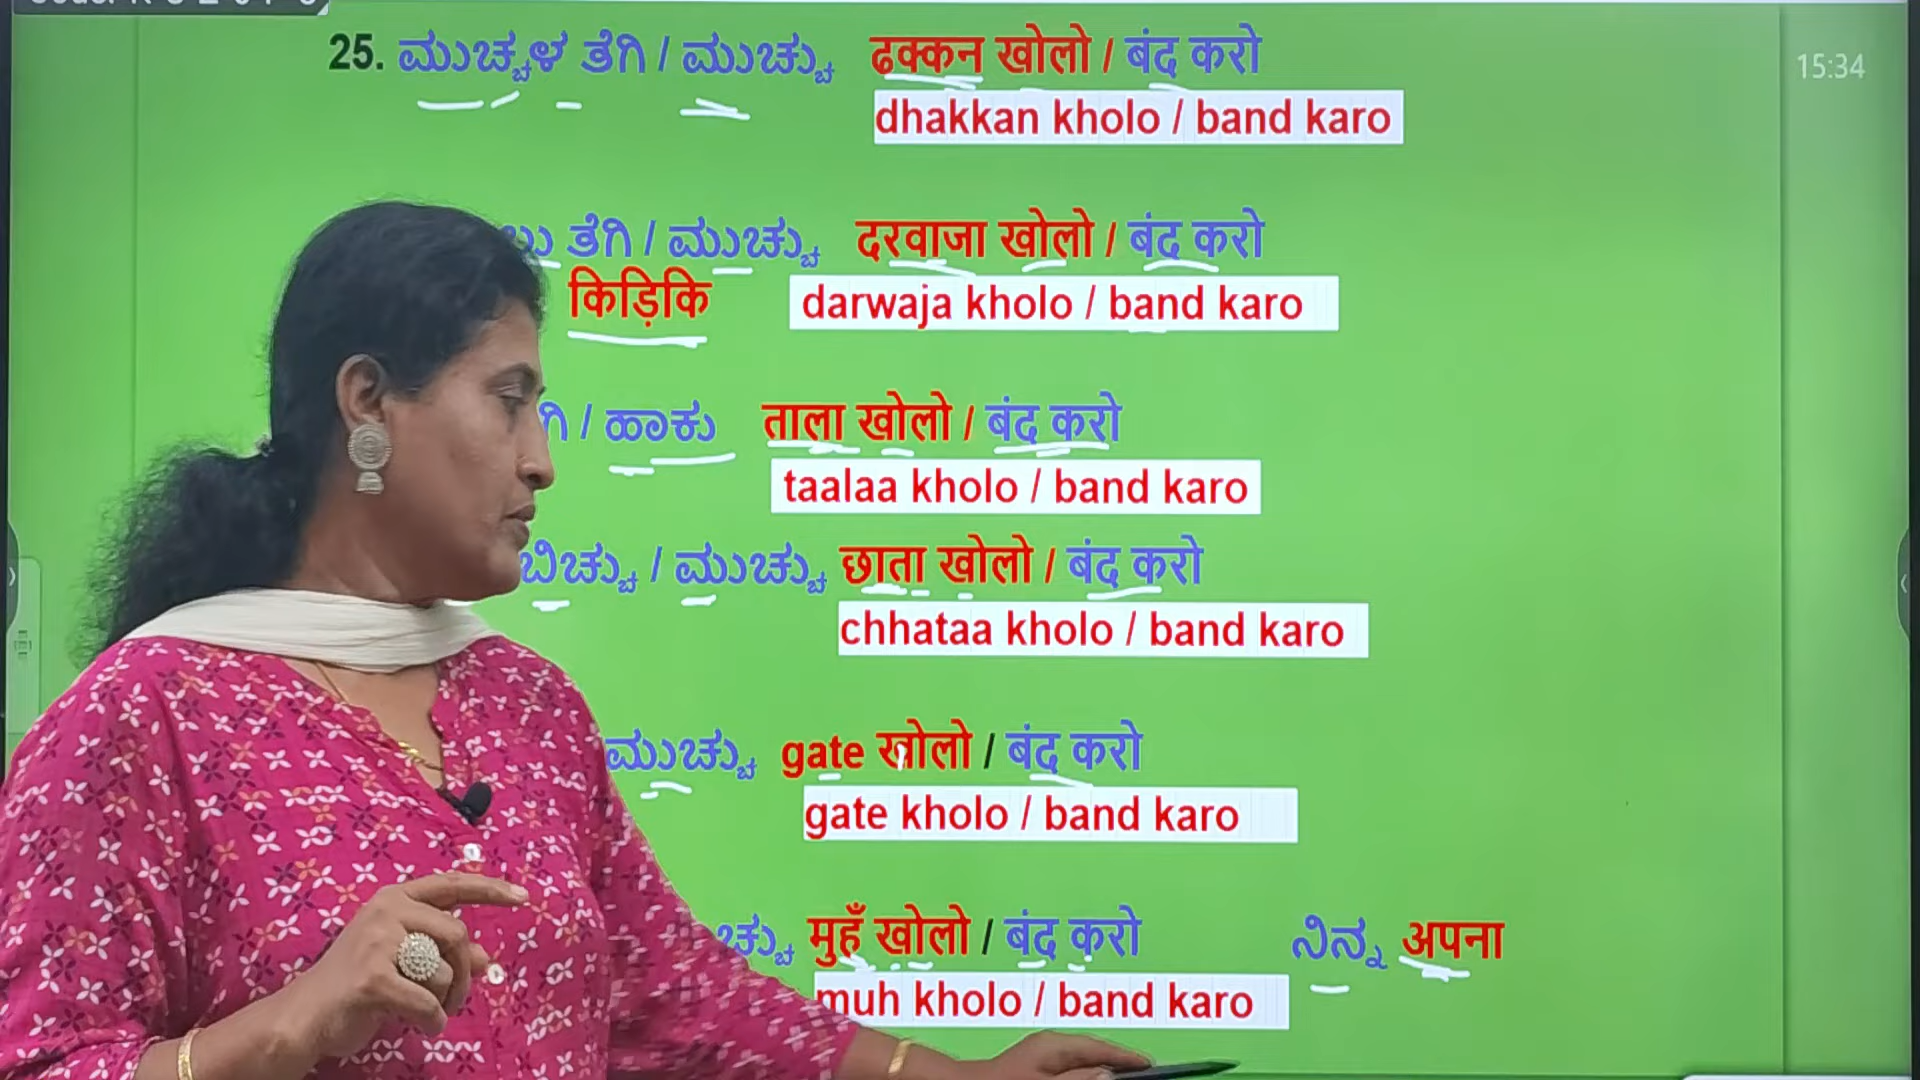 25. ಮುಚ್ಚಳ ತೆಗಿ / ಮುಚ್ಚು ढक्कन खोलो / बंद करो
15:34
dhakkan kholo / band karo
ತೆಗಿ / ಮುಚ್ಚು दरवाजा खोलो / बंद करो
किड़िकि darwaja kholo / band karo
/ ಹಾಕು ताला खोलो / बंद करो
taalaa kholo / band karo
ಬಿಚ್ಚು / ಮುಚ್ಚು छाता खोलो / बंद करो
chhataa kholo / band karo
ಮುಚ್ಚು gate खोलो / बंद करो
gate kholo / band karo
मुहँ खोलो / बंद करो ನಿನ್ನ अपना
muh kholo / band karo